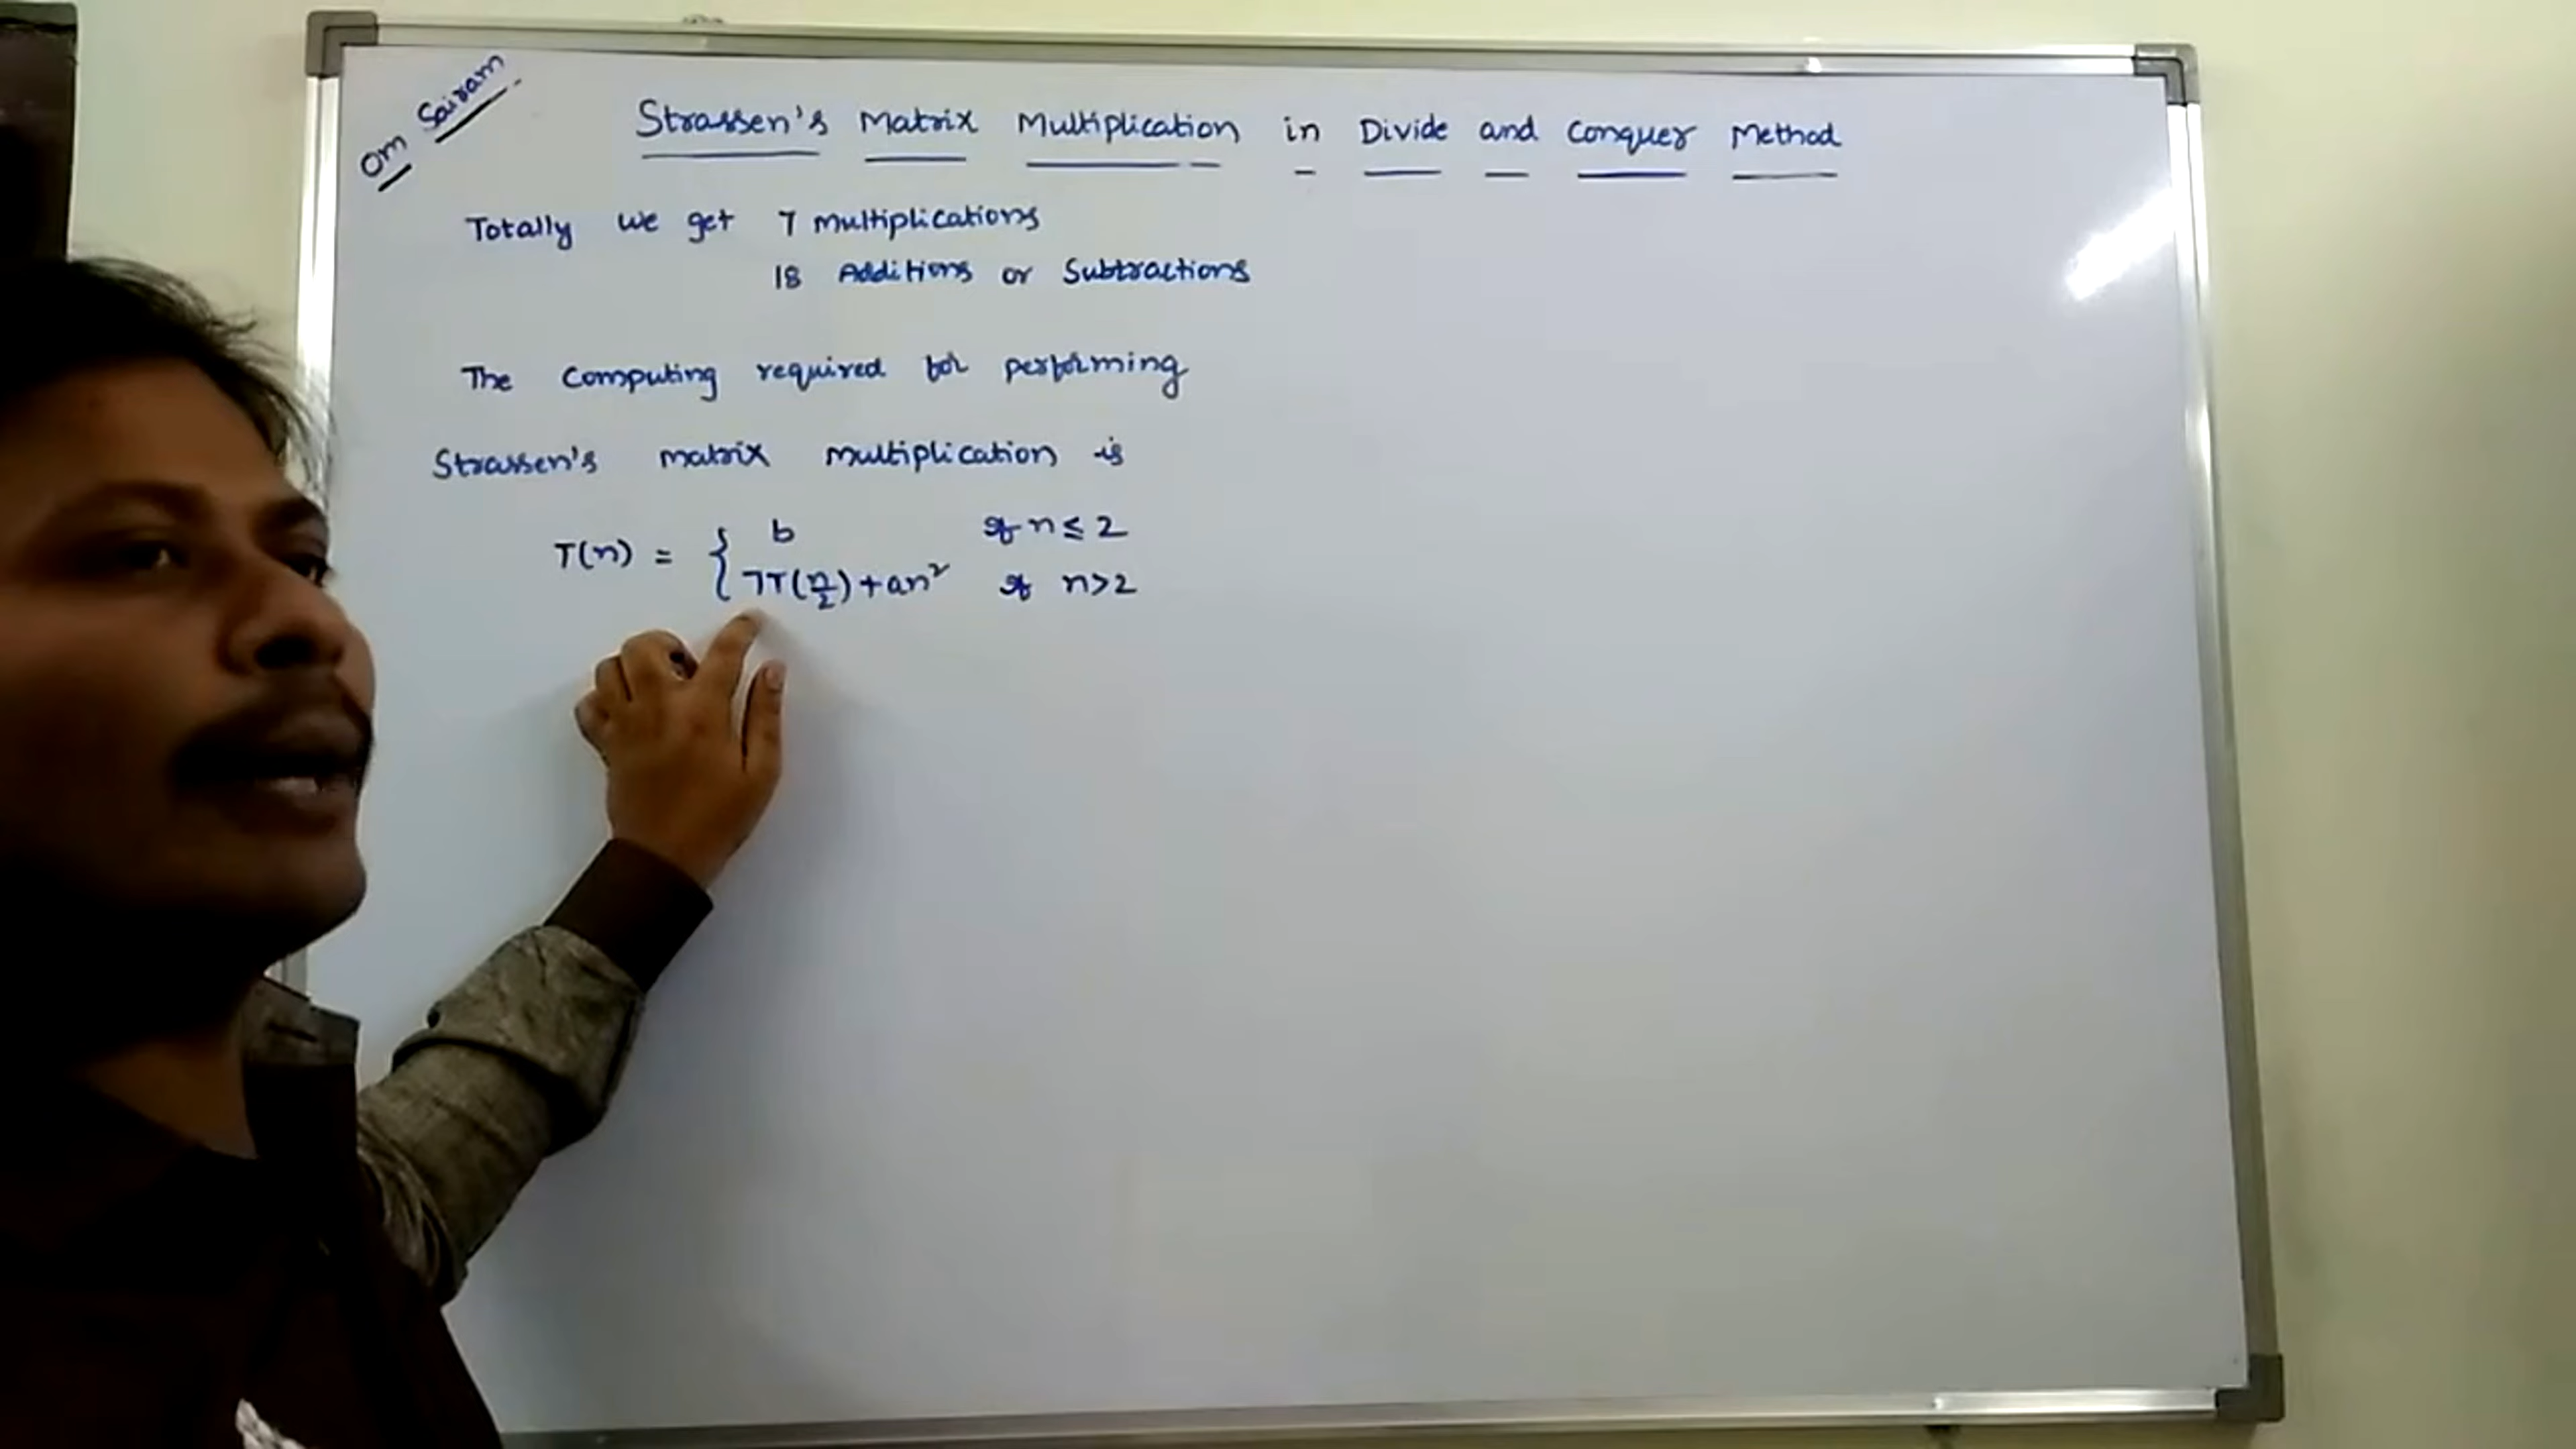 Om Sairam
Strassen's Matrix Multiplication in Divide and Conquer Method
Totally we get 7 multiplications
18 Additions or Subtractions
The Computing required for performing
Strassen's matrix multiplication is
T(n) = { b if n ≤ 2
7T(n/2) + an² if n>2